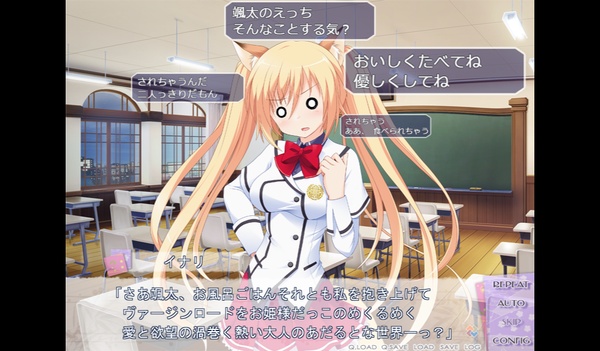 颯太のえっち
そんなことする気？
おいしくたべてね
優しくしてね
されちゃうんだ
二人っきりだもん
されちゃう
ああ、食べられちゃう
イナリ
「さあ颯太、お風呂ごはんそれとも私を抱き上げて
ヴァージンロードをお姫様だっこのめくるめく
愛と欲望の渦巻く熱い大人のあだるとな世界ーっ？」
REPEAT
AUTO
SKIP
CONFIG
Q.LOAD Q.SAVE LOAD SAVE LOG